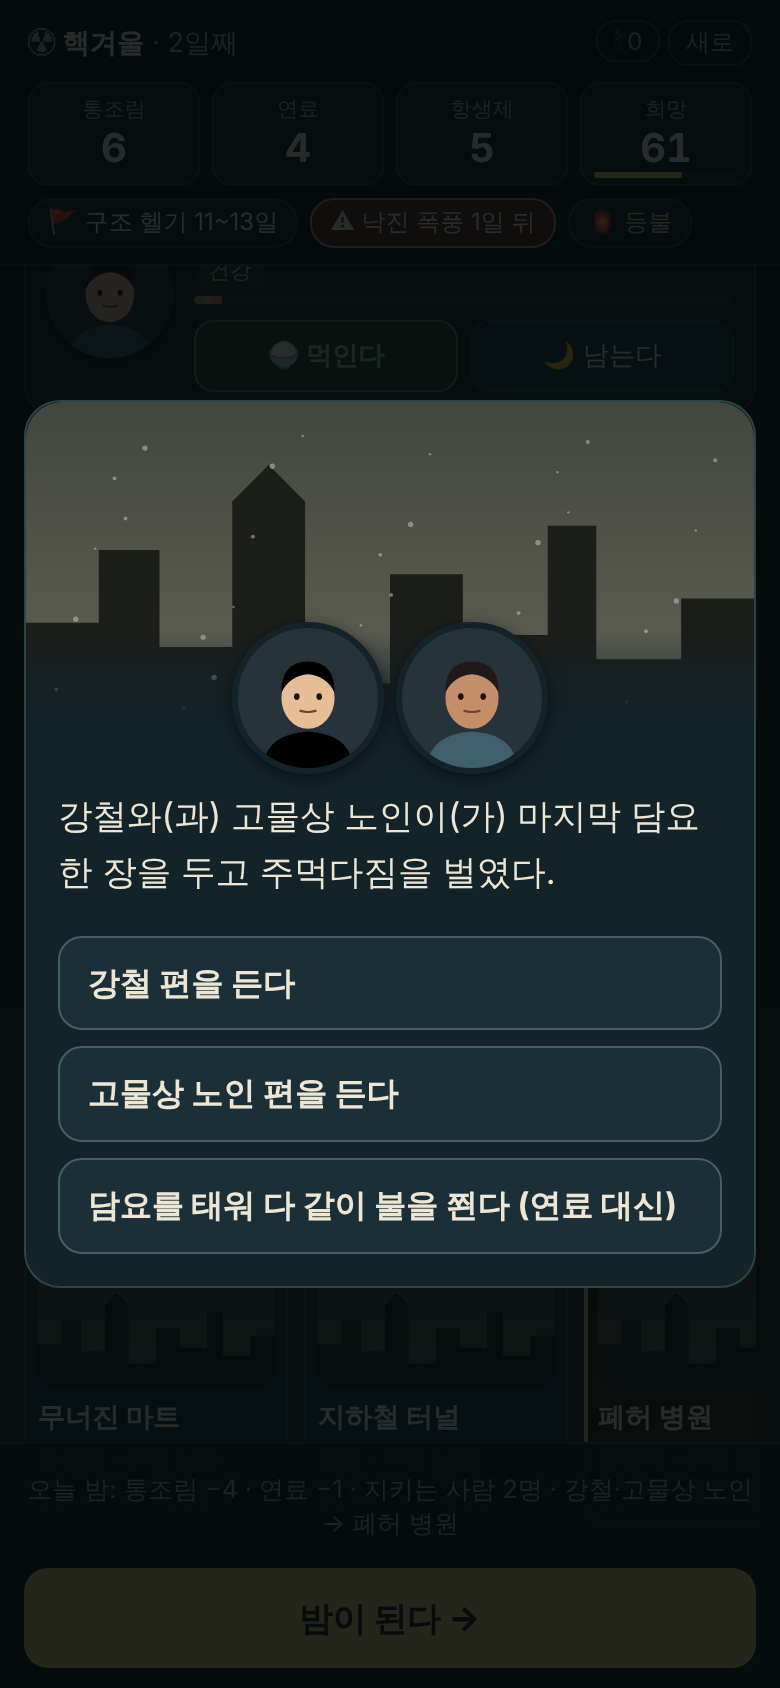 ☢ 핵겨울 · 2일째
0
새로
통조림
연료
항생제
희망
6
4
5
61
🚩 구조 헬기 11~13일
⚠ 낙진 폭풍 1일 뒤
🏮 등불
건강
🍚 먹인다
🌙 남는다
강철와(과) 고물상 노인이(가) 마지막 담요
한 장을 두고 주먹다짐을 벌였다.
강철 편을 든다
고물상 노인 편을 든다
담요를 태워 다 같이 불을 쬔다 (연료 대신)
무너진 마트
지하철 터널
폐허 병원
오늘 밤: 통조림 −4 · 연료 −1 · 지키는 사람 2명 · 강철·고물상 노인
→ 폐허 병원
밤이 된다 →